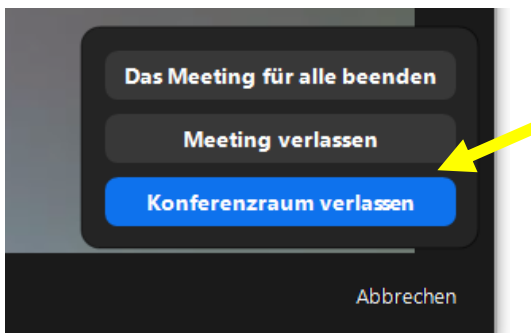 Das Meeting für alle beenden
Meeting verlassen
Konferenzraum verlassen
Abbrechen